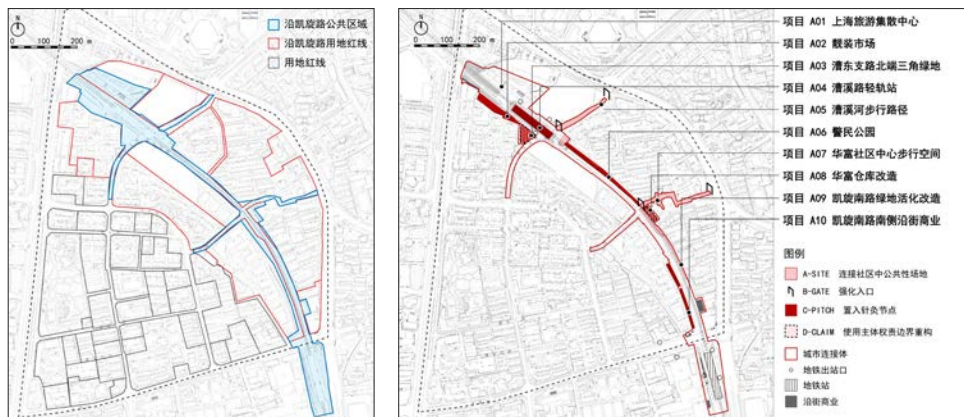 N
0 100 200 m
沿凯旋路公共区域
沿凯旋路用地红线
用地红线
N
0 100 200 m
项目 A01 上海旅游集散中心
项目 A02 靓装市场
项目 A03 漕东支路北端三角绿地
项目 A04 漕溪路轻轨站
项目 A05 漕溪河步行路径
项目 A06 警民公园
项目 A07 华富社区中心步行空间
项目 A08 华富仓库改造
项目 A09 凯旋南路绿地活化改造
项目 A10 凯旋南路南侧沿街商业
图例
A-SITE 连接社区中公共性场地
B-GATE 强化入口
C-PITCH 置入针灸节点
D-CLAIM 使用主体权责边界重构
城市连接体
地铁出站口
地铁站
沿街商业